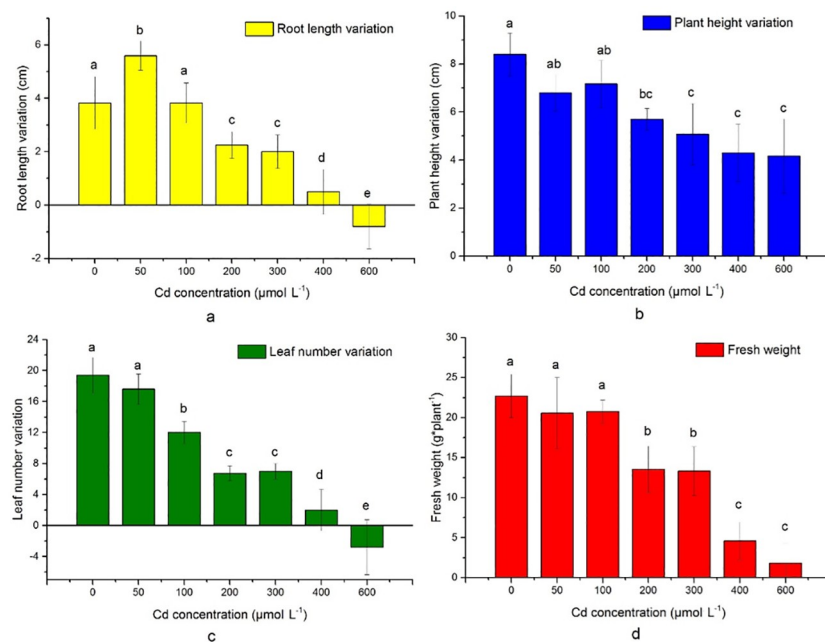 Root length variation
a
b
a
c
c
d
e
6
4
2
0
-2
Root length variation (cm)
0 50 100 200 300 400 600
Cd concentration (µmol L⁻¹)
a
Plant height variation
a
ab
ab
bc
c
c
c
10
8
6
4
2
0
Plant height variation (cm)
0 50 100 200 300 400 600
Cd concentration (µmol L⁻¹)
b
Leaf number variation
a
a
b
c
c
d
e
24
20
16
12
8
4
0
-4
Leaf number variation
0 50 100 200 300 400 600
Cd concentration (µmol L⁻¹)
c
Fresh weight
a
a
a
b
b
c
c
30
25
20
15
10
5
0
Fresh weight (g*plant⁻¹)
0 50 100 200 300 400 600
Cd concentration (µmol L⁻¹)
d